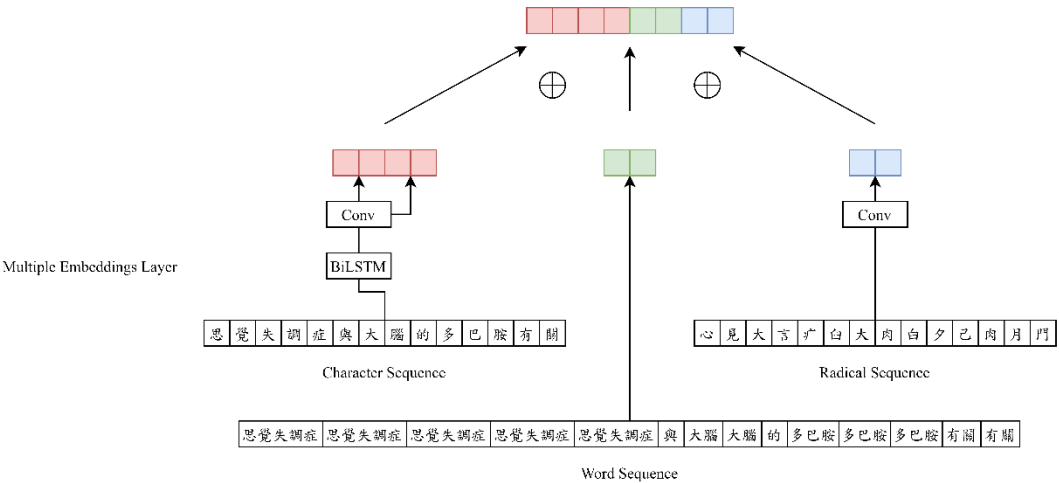 Conv
Conv
Multiple Embeddings Layer
BiLSTM
思覺失調症與大腦的多巴胺有關
心見大言疒臼大肉白夕己肉月門
Character Sequence
Radical Sequence
思覺失調症 思覺失調症 思覺失調症 思覺失調症 思覺失調症 與 大腦 大腦 的 多巴胺 多巴胺 多巴胺 有關 有關
Word Sequence